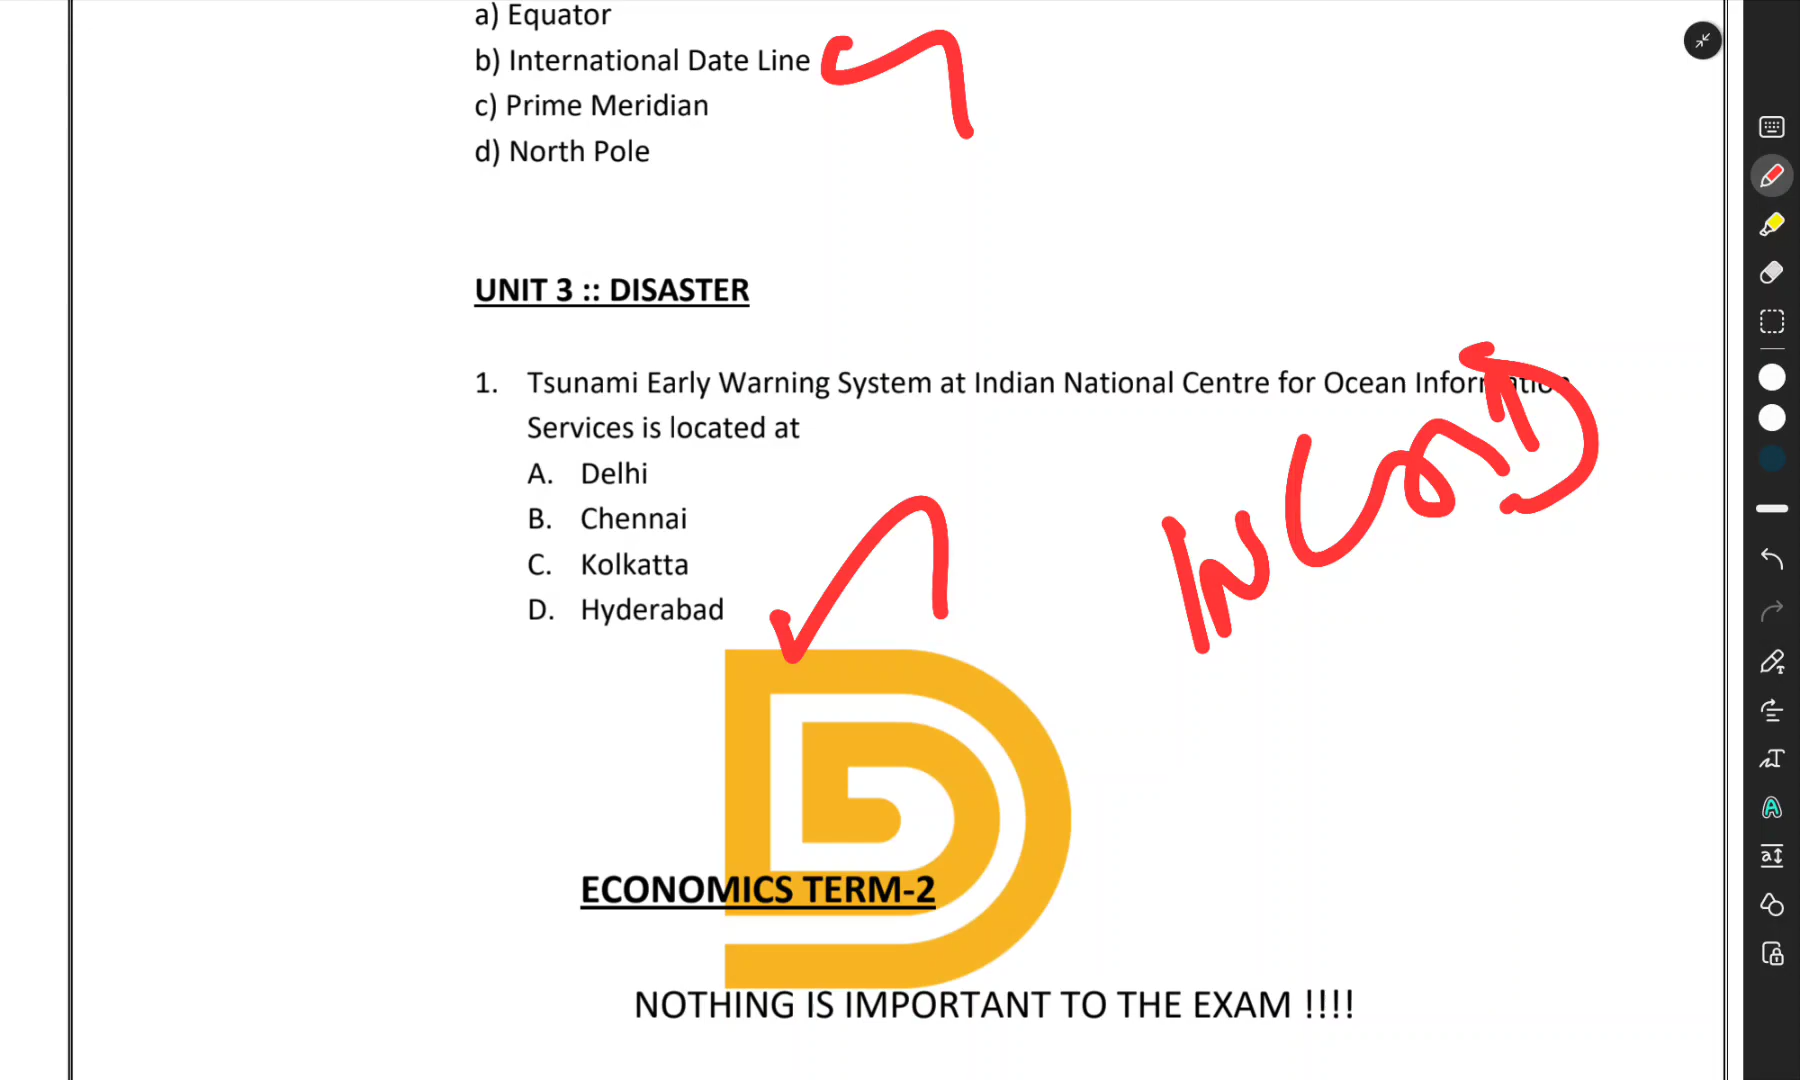 a) Equator
b) International Date Line
c) Prime Meridian
d) North Pole
UNIT 3 :: DISASTER
1. Tsunami Early Warning System at Indian National Centre for Ocean Information
Services is located at
A. Delhi
B. Chennai
C. Kolkatta
D. Hyderabad
ECONOMICS TERM-2
NOTHING IS IMPORTANT TO THE EXAM !!!!